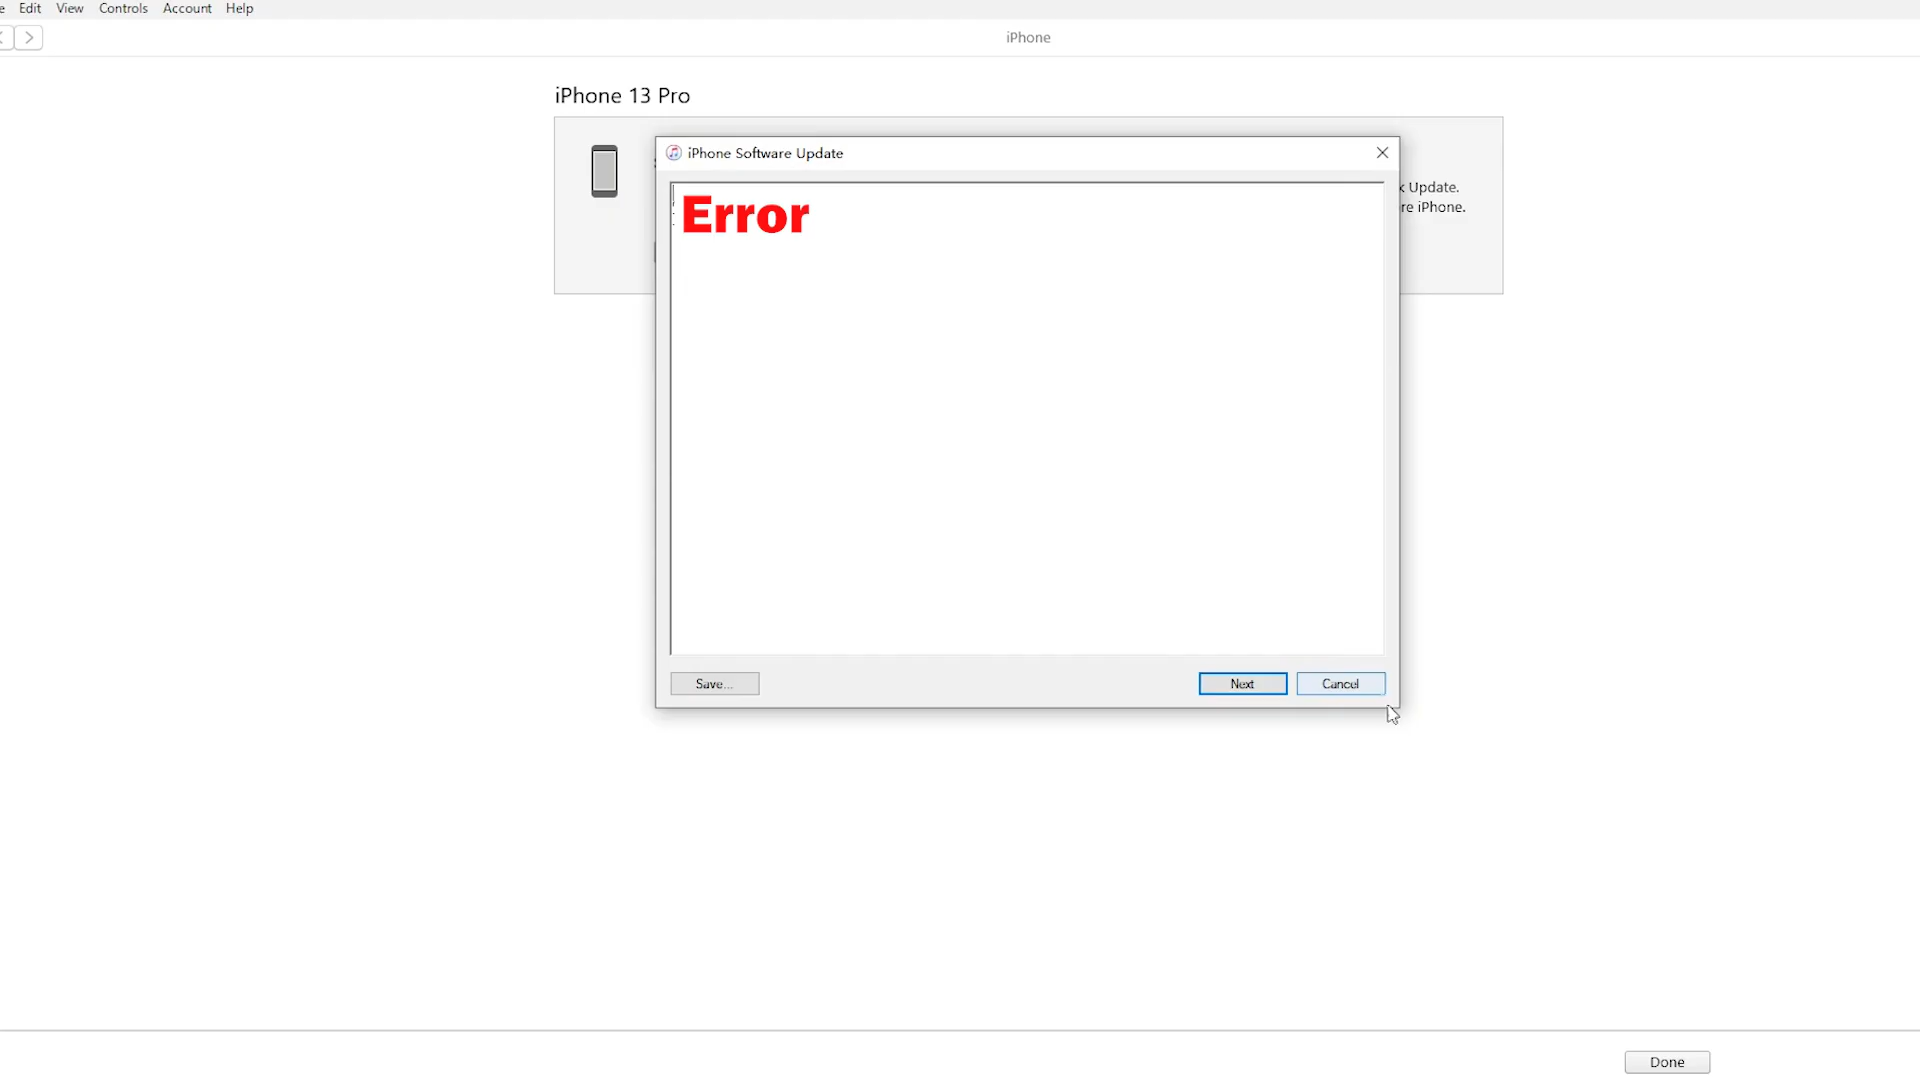 Edit View Controls Account Help
iPhone
iPhone 13 Pro
iPhone Software Update
Update.
iPhone.
Error
Save...
Next
Cancel
Done